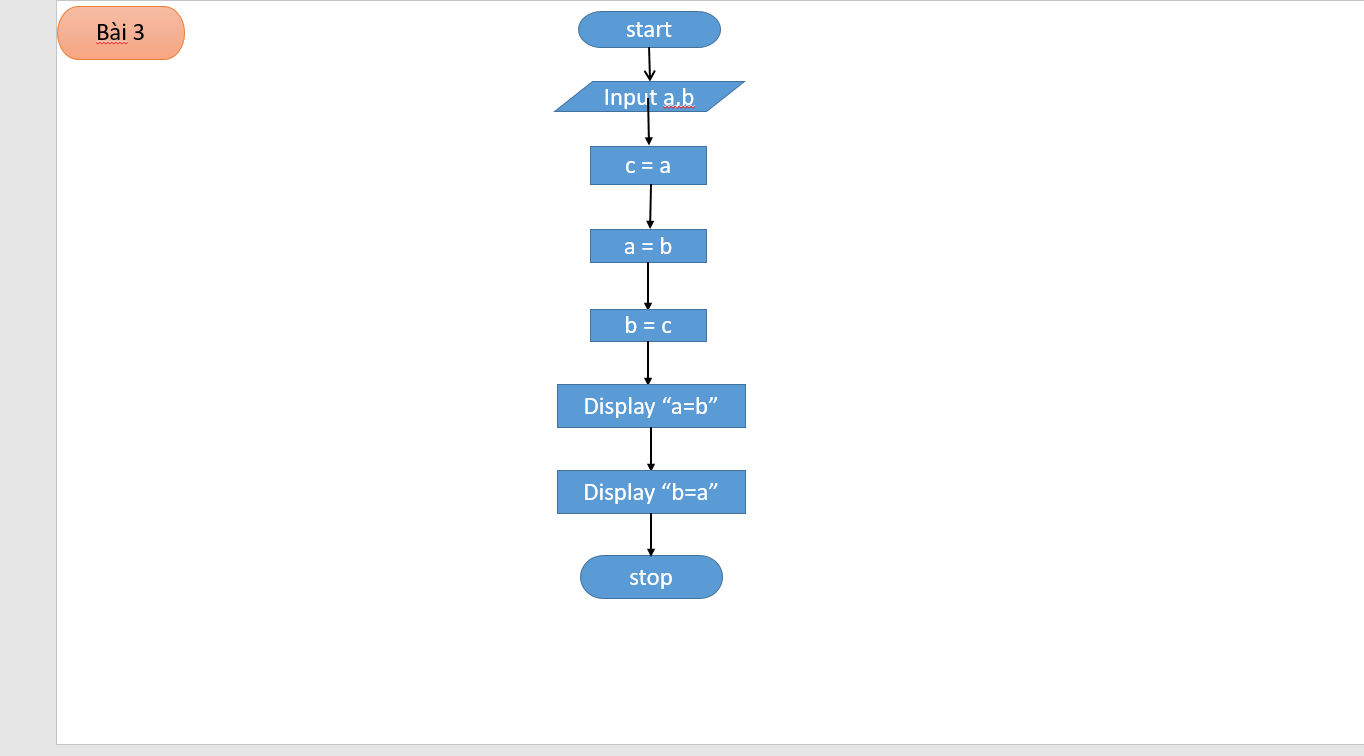 Bài 3
start
Input a,b
c = a
a = b
b = c
Display “a=b”
Display “b=a”
stop